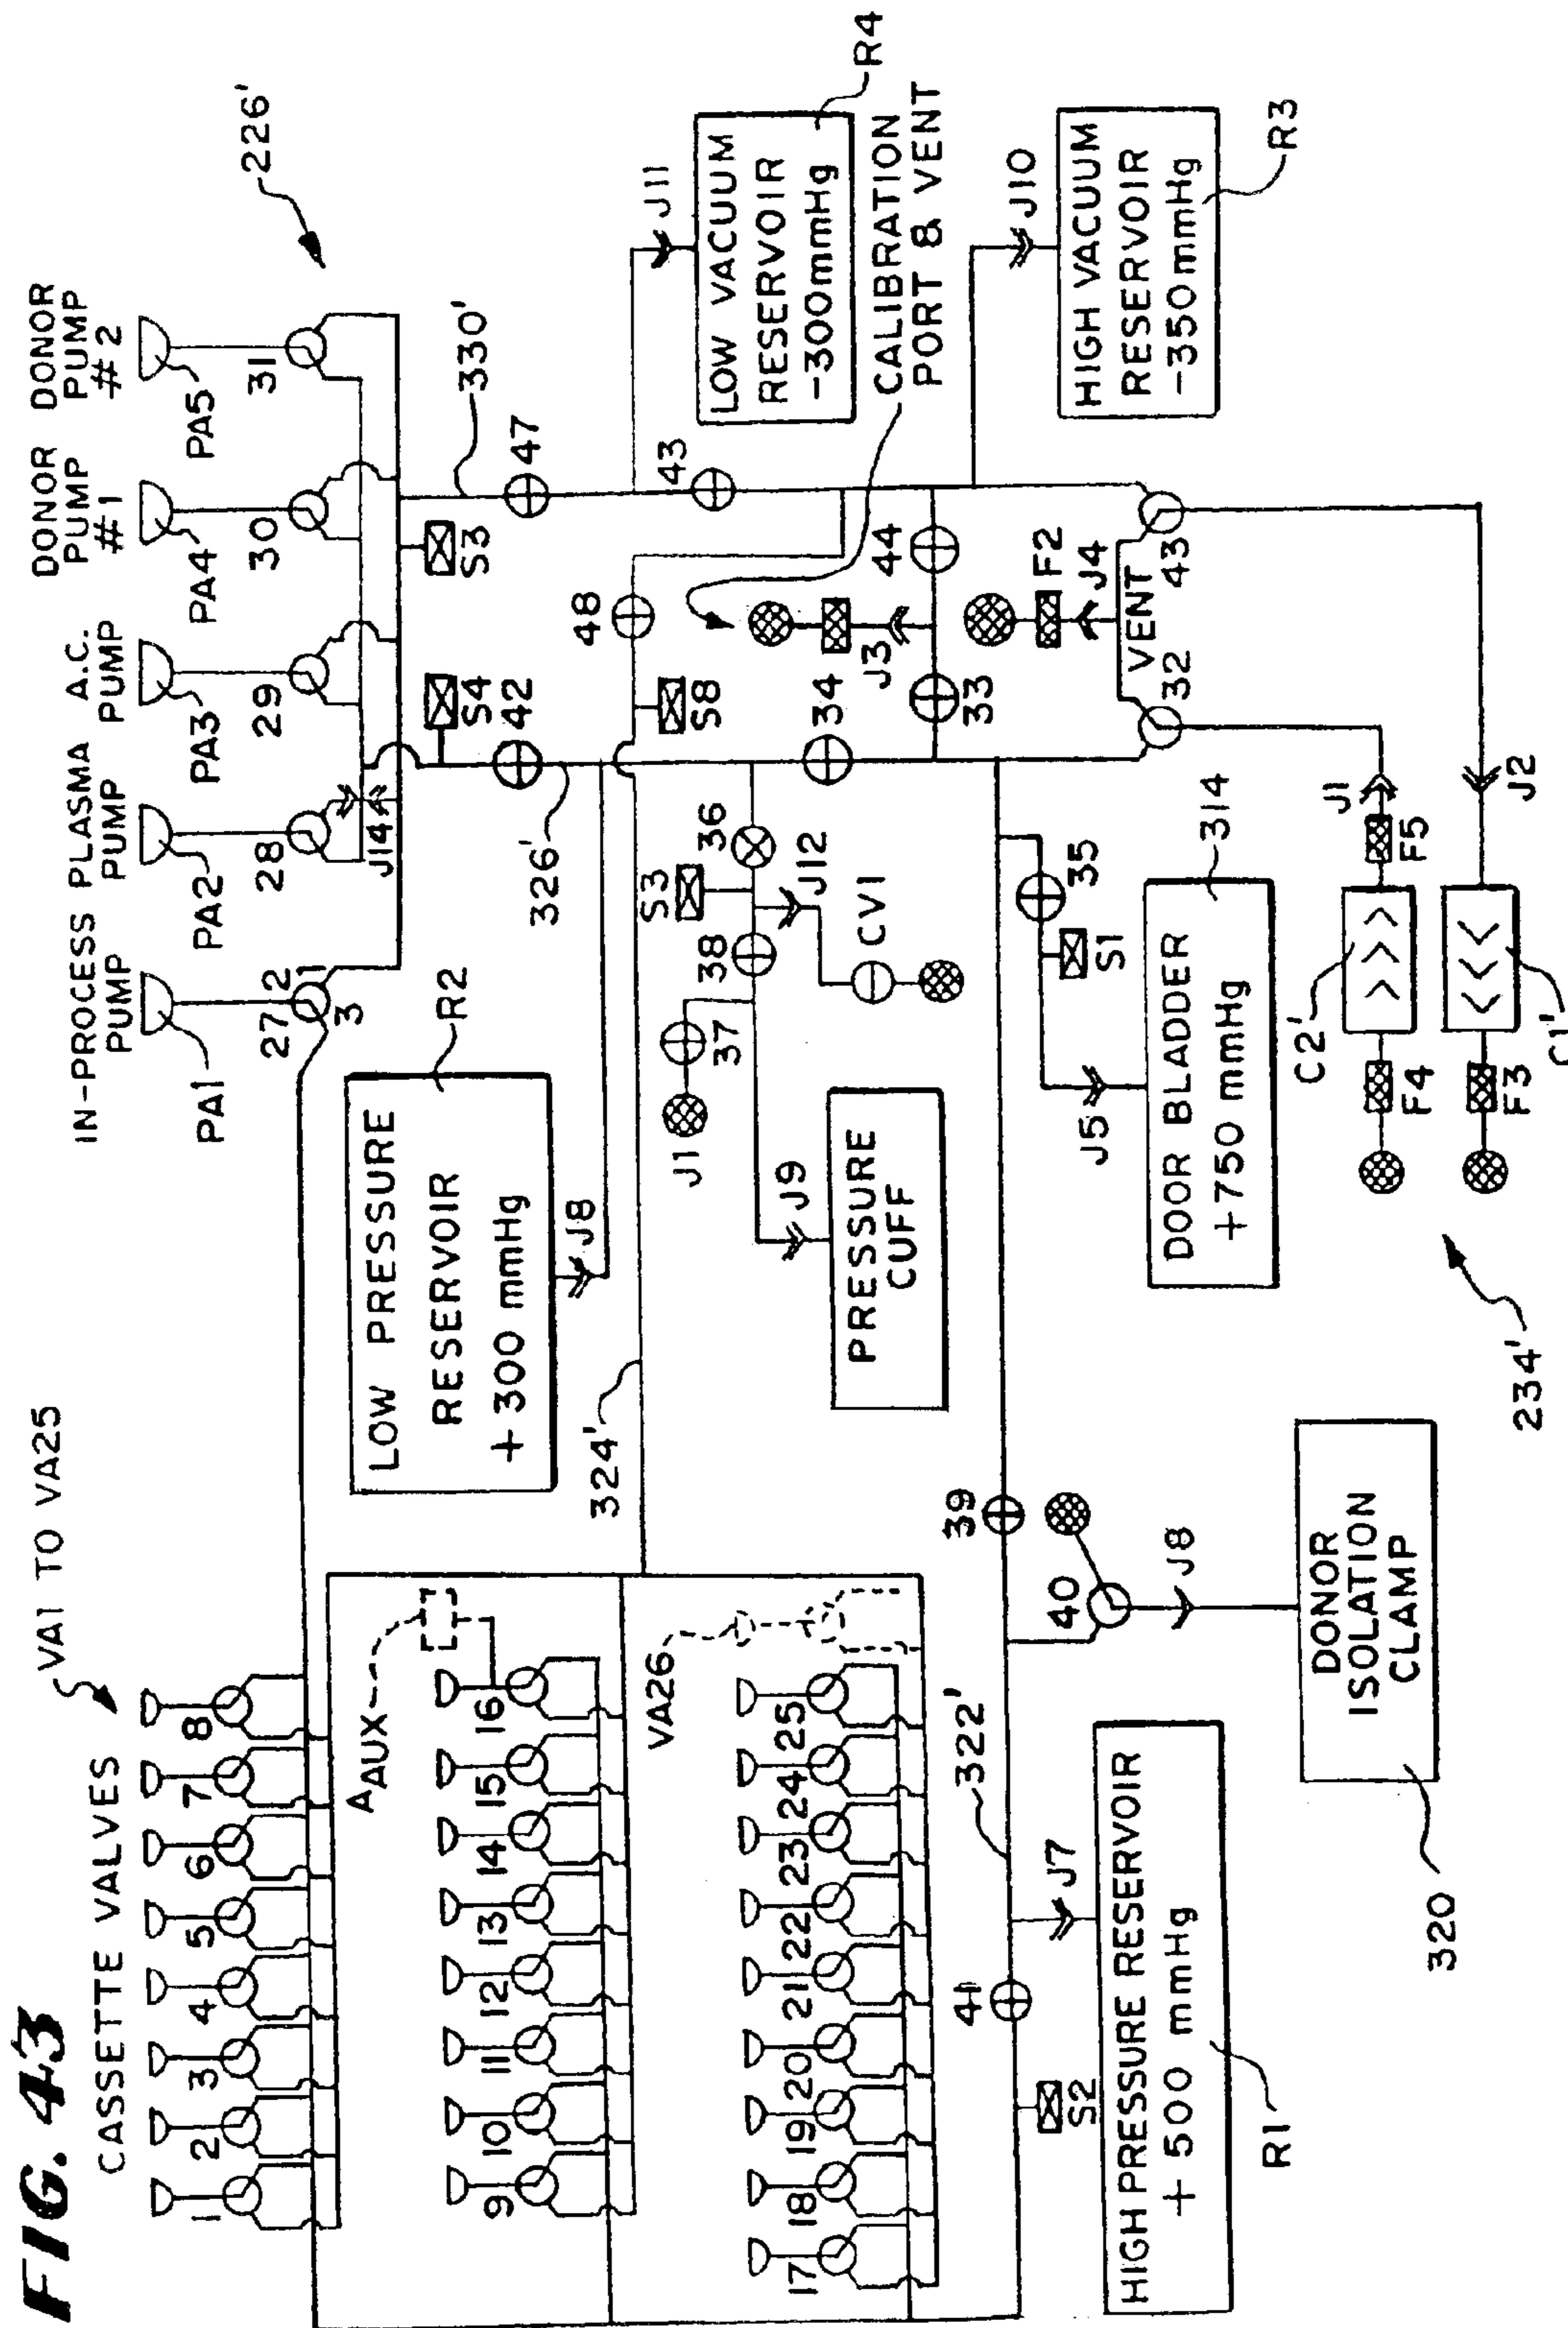 FIG. 43
VA1 TO VA25
CASSETTE VALVES
1
2
3
4
5
6
7
8
AAUX
9
10
11
12
13
14
15
16
VA26
17
18
19
20
21
22
23
24
25
S2
41
J7
322'
HIGH PRESSURE RESERVOIR
+ 500 mmHg
R1
39
40
J8
DONOR
ISOLATION
CLAMP
320
IN-PROCESS
PUMP
PLASMA
PUMP
A.C.
PUMP
DONOR
PUMP
#1
DONOR
PUMP
#2
226'
PA1
PA2
PA3
PA4
PA5
27
2
1
3
28
29
30
31
J14
S4
S3
42
330'
47
LOW PRESSURE
RESERVOIR
+ 300 mmHg
R2
J8
326'
324'
48
S8
43
J11
LOW VACUUM
RESERVOIR
-300mmHg
R4
CALIBRATION
PORT & VENT
S3
36
38
37
J1
J12
CV1
J9
PRESSURE
CUFF
34
J3
33
44
F2
J4
VENT
32
43
J10
HIGH VACUUM
RESERVOIR
-350mmHg
R3
35
S1
J5
DOOR BLADDER
+750 mmHg
314
J1
F5
C2'
F4
J2
F3
C1'
234'